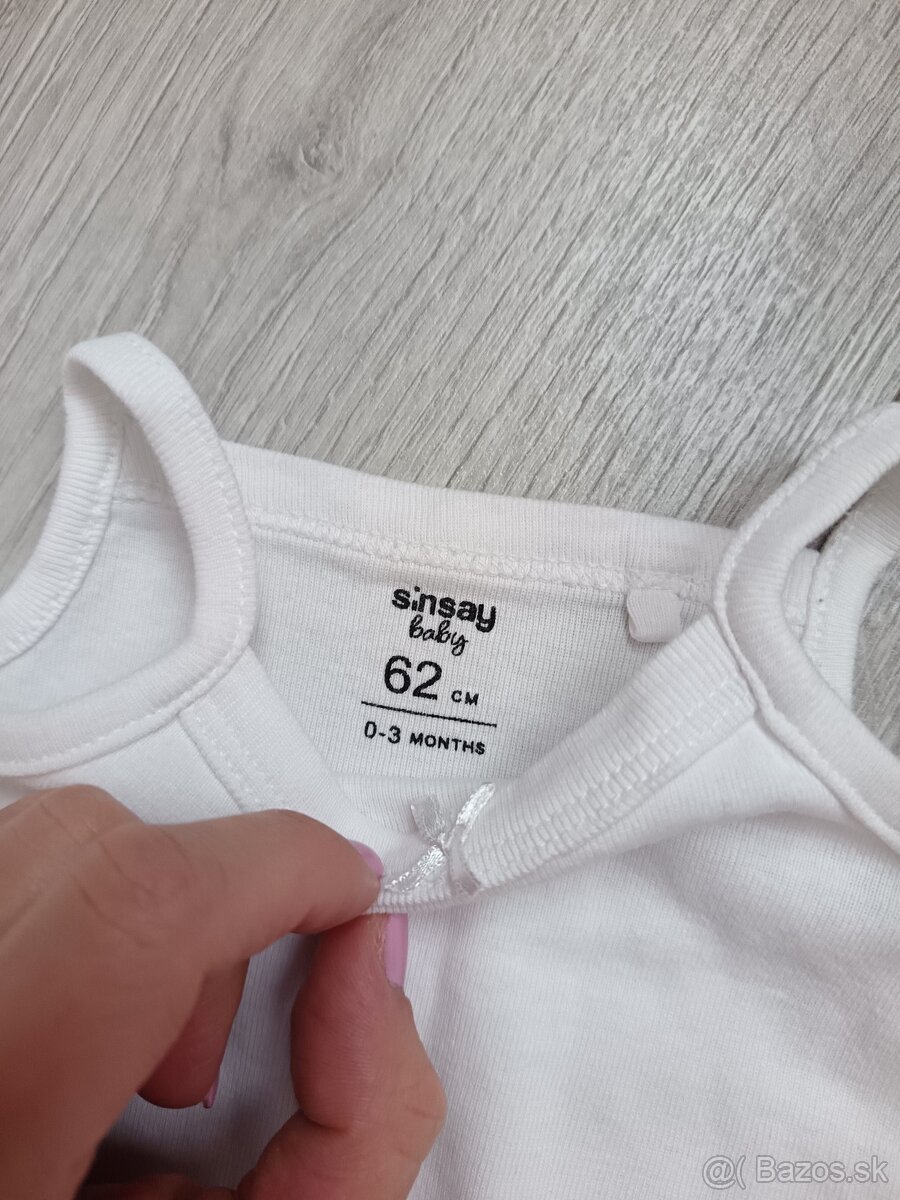 sinsay
baby
62 CM
0-3 MONTHS
@( Bazos.sk